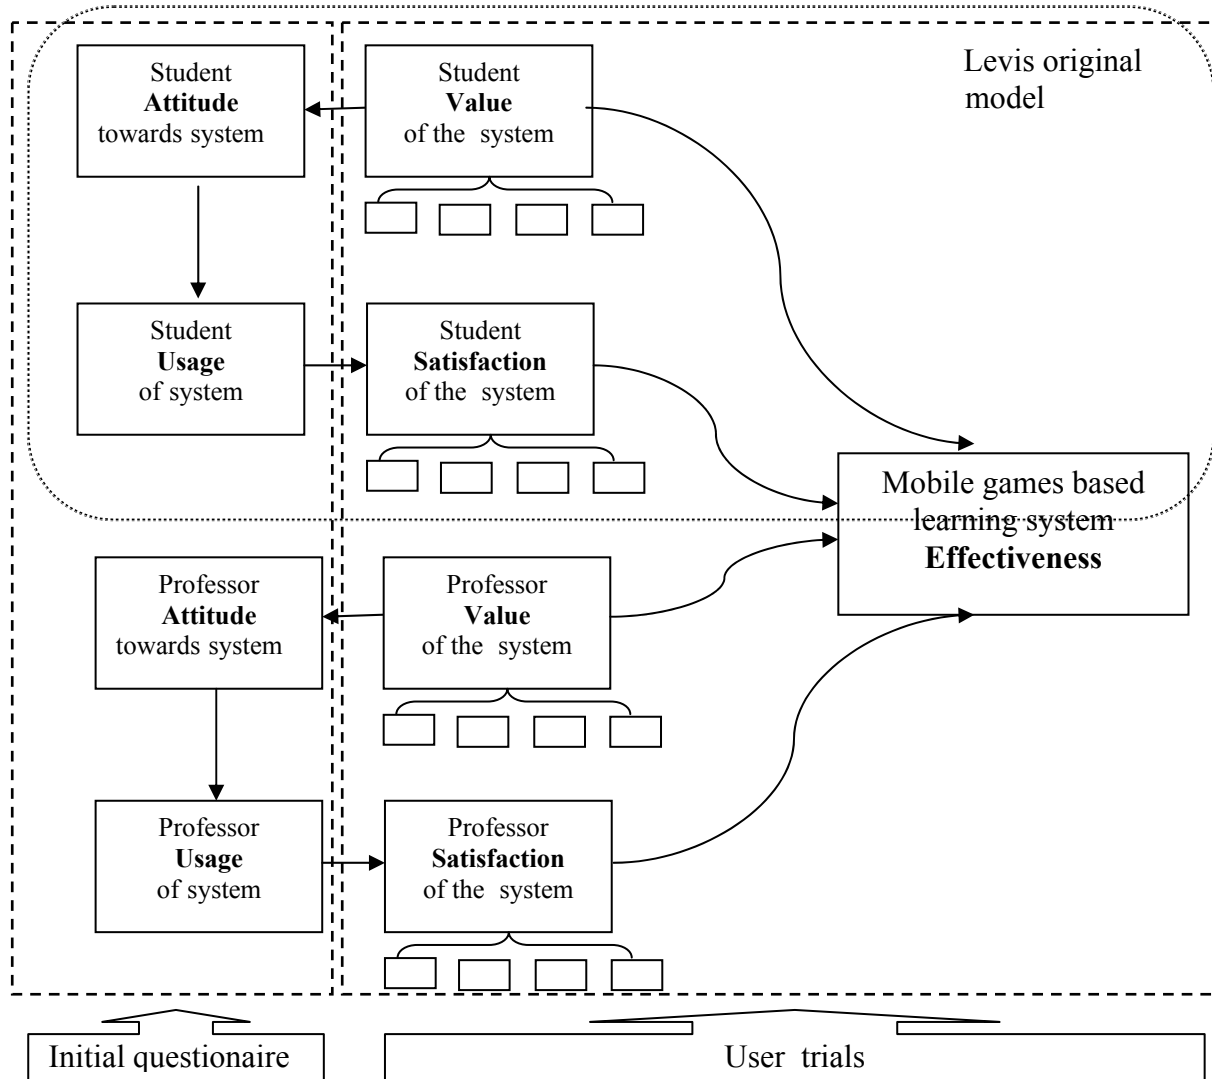 Levis original
model
Student
Attitude
towards system
Student
Value
of the system
Student
Usage
of system
Student
Satisfaction
of the system
Mobile games based
learning system
Effectiveness
Professor
Attitude
towards system
Professor
Value
of the system
Professor
Usage
of system
Professor
Satisfaction
of the system
Initial questionaire
User trials